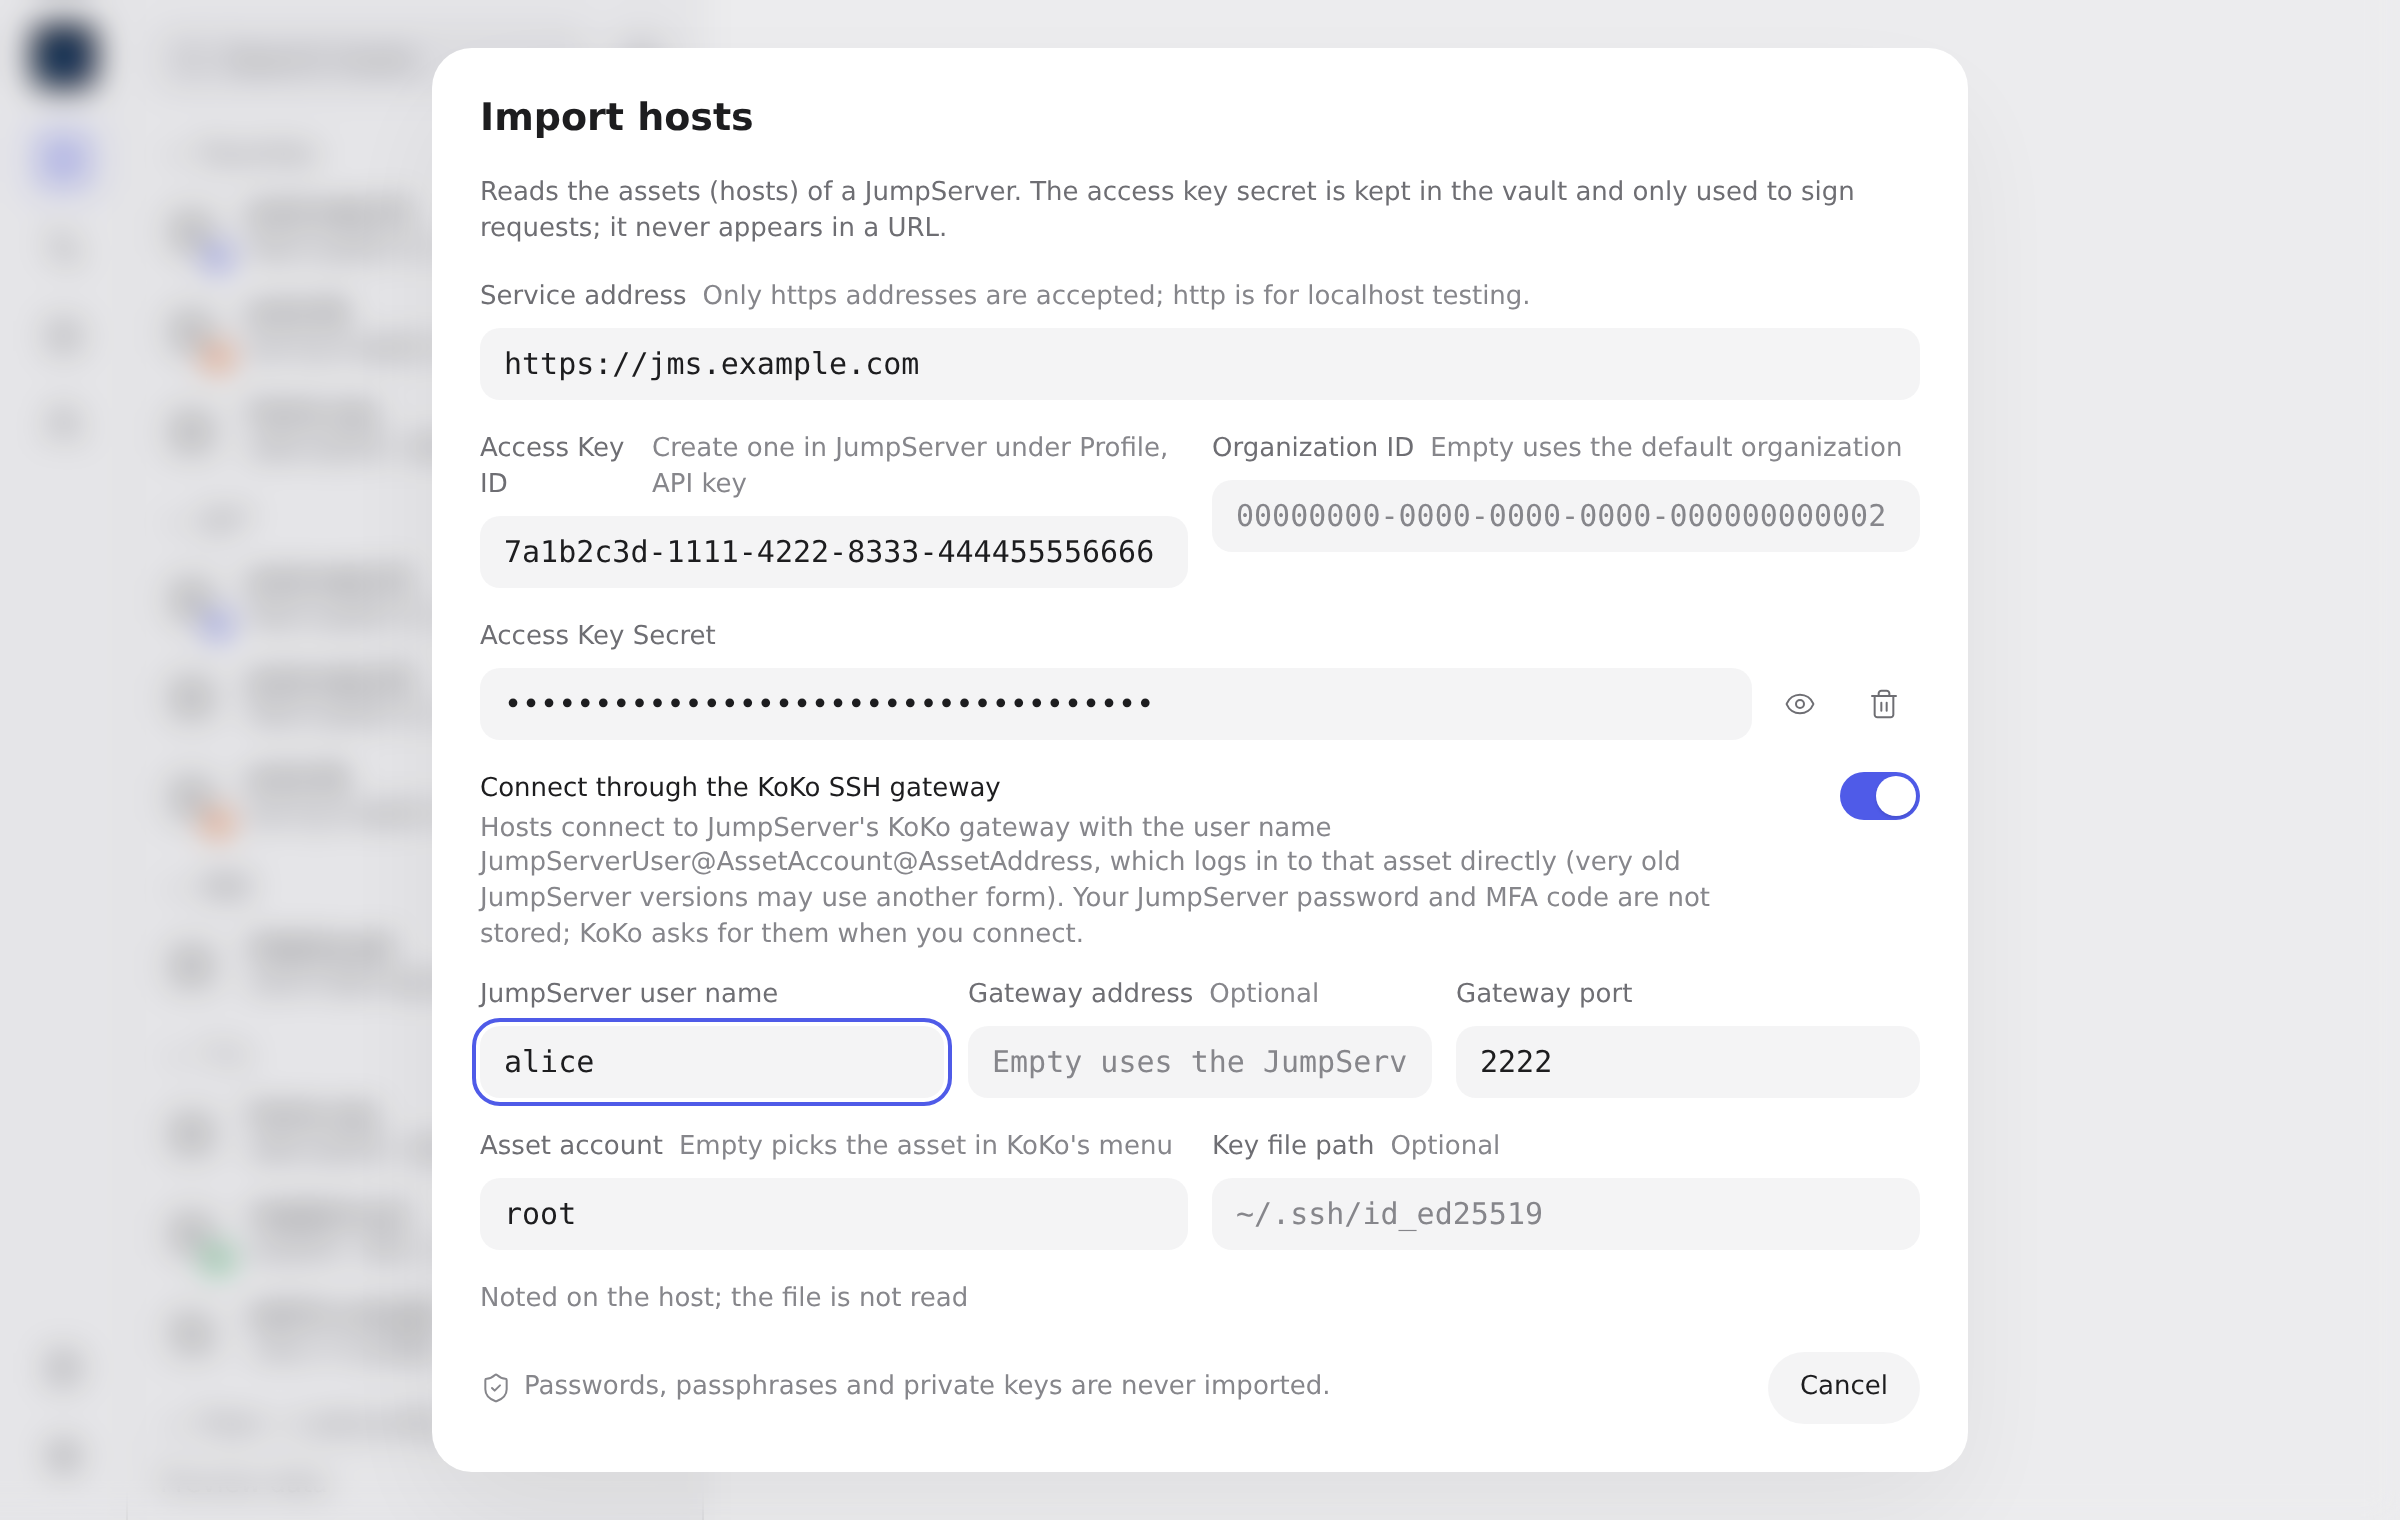 Import hosts
Reads the assets (hosts) of a JumpServer. The access key secret is kept in the vault and only used to sign
requests; it never appears in a URL.
Service address Only https addresses are accepted; http is for localhost testing.
https://jms.example.com
Access Key ID
Create one in JumpServer under Profile,
API key
7a1b2c3d-1111-4222-8333-444455556666
Organization ID Empty uses the default organization
00000000-0000-0000-0000-000000000002
Access Key Secret
••••••••••••••••••••••••••••••••••••
Connect through the KoKo SSH gateway
Hosts connect to JumpServer's KoKo gateway with the user name
JumpServerUser@AssetAccount@AssetAddress, which logs in to that asset directly (very old
JumpServer versions may use another form). Your JumpServer password and MFA code are not
stored; KoKo asks for them when you connect.
JumpServer user name
alice
Gateway address Optional
Empty uses the JumpServ
Gateway port
2222
Asset account Empty picks the asset in KoKo's menu
root
Key file path Optional
~/.ssh/id_ed25519
Noted on the host; the file is not read
Passwords, passphrases and private keys are never imported.
Cancel